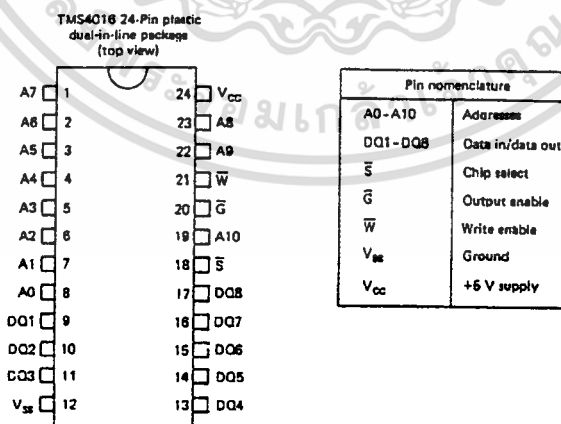 TMS4016 24-Pin plastic
dual-in-line package
(top view)
A7 1
A6 2
A5 3
A4 4
A3 5
A2 6
A1 7
A0 8
DQ1 9
DQ2 10
DQ3 11
Vss 12
24 Vcc
23 A8
22 A9
21 W̅
20 G̅
19 A10
18 S̅
17 DQ8
16 DQ7
15 DQ6
14 DQ5
13 DQ4
Pin nomenclature
A0-A10 Addresses
DQ1-DQ8 Data in/data out
S̅ Chip select
G̅ Output enable
W̅ Write enable
Vss Ground
Vcc +5 V supply